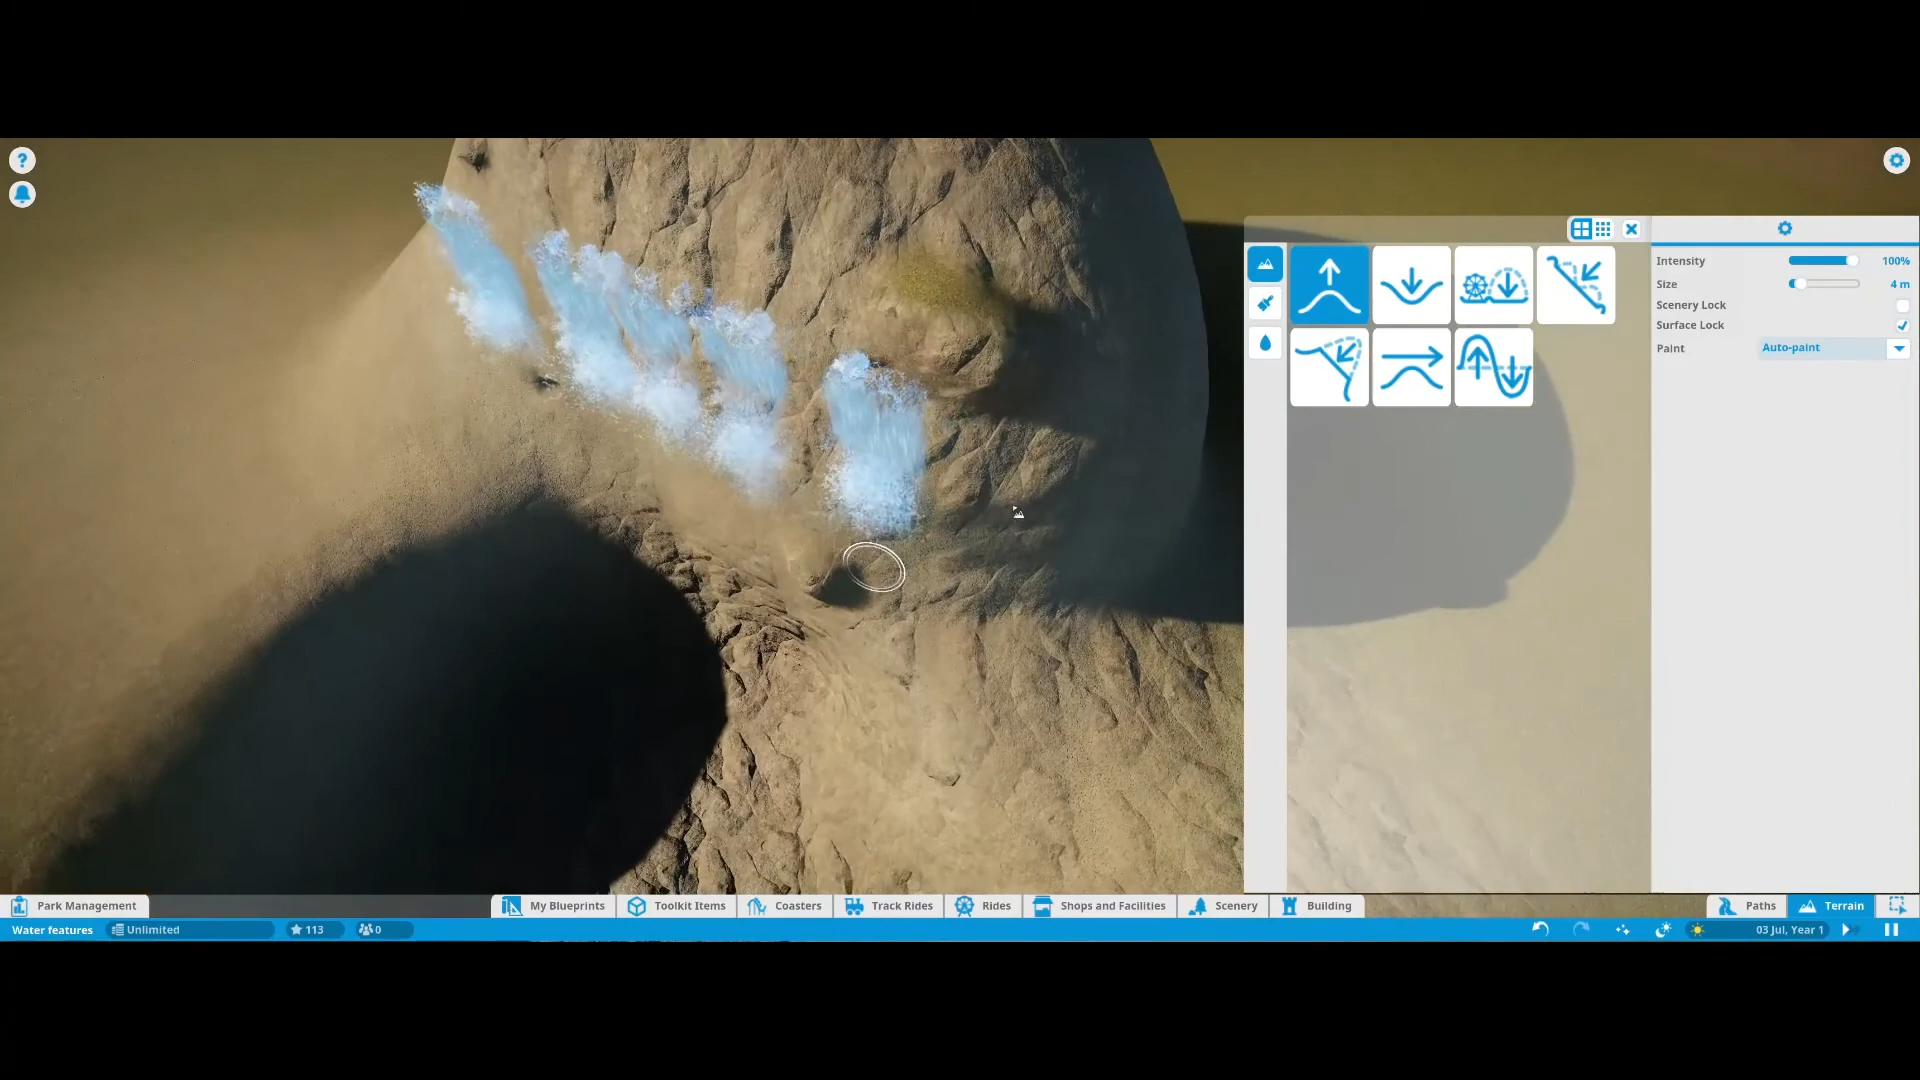 ?
Intensity 100%
Size 4 m
Scenery Lock
Surface Lock
Paint Auto-paint
Park Management My Blueprints Toolkit Items Coasters Track Rides Rides Shops and Facilities Scenery Building Paths Terrain
Water features Unlimited 113 0 03 Jul, Year 1